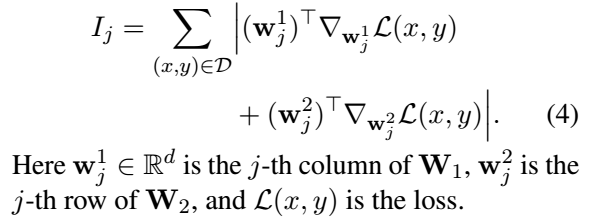 I_j = \sum_{(x,y)\in\mathcal{D}} \Big| (\mathbf{w}_j^1)^\top \nabla_{\mathbf{w}_j^1} \mathcal{L}(x, y)
+ (\mathbf{w}_j^2)^\top \nabla_{\mathbf{w}_j^2} \mathcal{L}(x, y) \Big|. (4)
Here \mathbf{w}_j^1 \in \mathbb{R}^d is the j-th column of \mathbf{W}_1, \mathbf{w}_j^2 is the
j-th row of \mathbf{W}_2, and \mathcal{L}(x, y) is the loss.